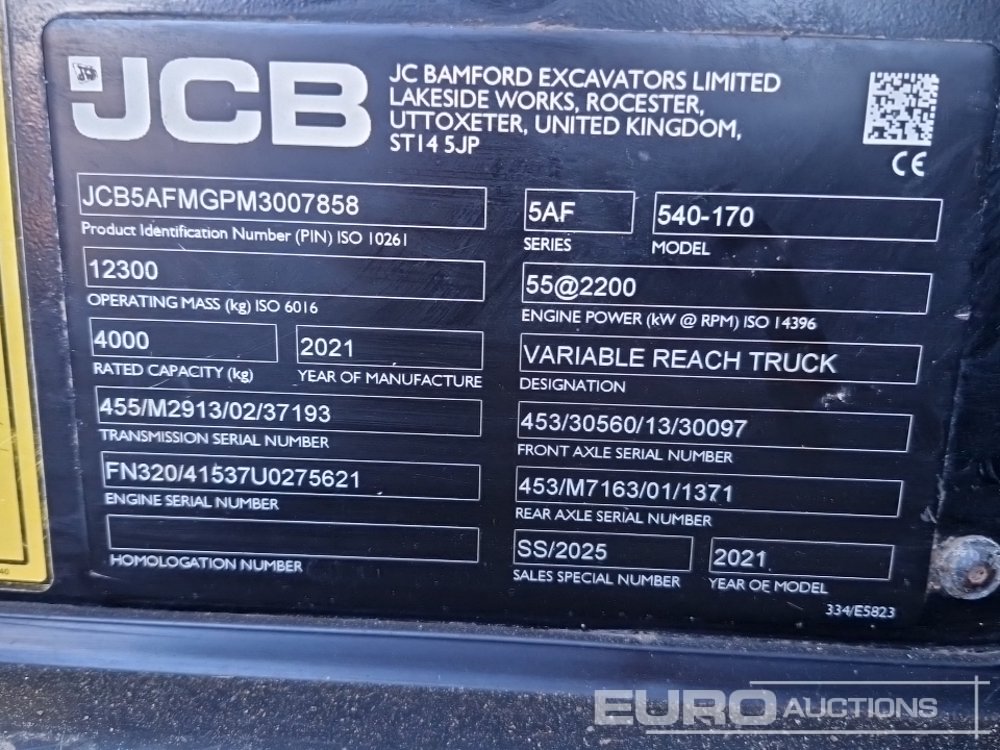 JCB
JC BAMFORD EXCAVATORS LIMITED
LAKESIDE WORKS, ROCESTER,
UTTOXETER, UNITED KINGDOM,
ST14 5JP
CE
JCB5AFMGPM3007858
Product Identification Number (PIN) ISO 10261
5AF
SERIES
540-170
MODEL
12300
OPERATING MASS (kg) ISO 6016
55@2200
ENGINE POWER (kW @ RPM) ISO 14396
4000
RATED CAPACITY (kg)
2021
YEAR OF MANUFACTURE
VARIABLE REACH TRUCK
DESIGNATION
455/M2913/02/37193
TRANSMISSION SERIAL NUMBER
453/30560/13/30097
FRONT AXLE SERIAL NUMBER
FN320/41537U0275621
ENGINE SERIAL NUMBER
453/M7163/01/1371
REAR AXLE SERIAL NUMBER
HOMOLOGATION NUMBER
SS/2025
SALES SPECIAL NUMBER
2021
YEAR OF MODEL
334/E5823
EURO AUCTIONS